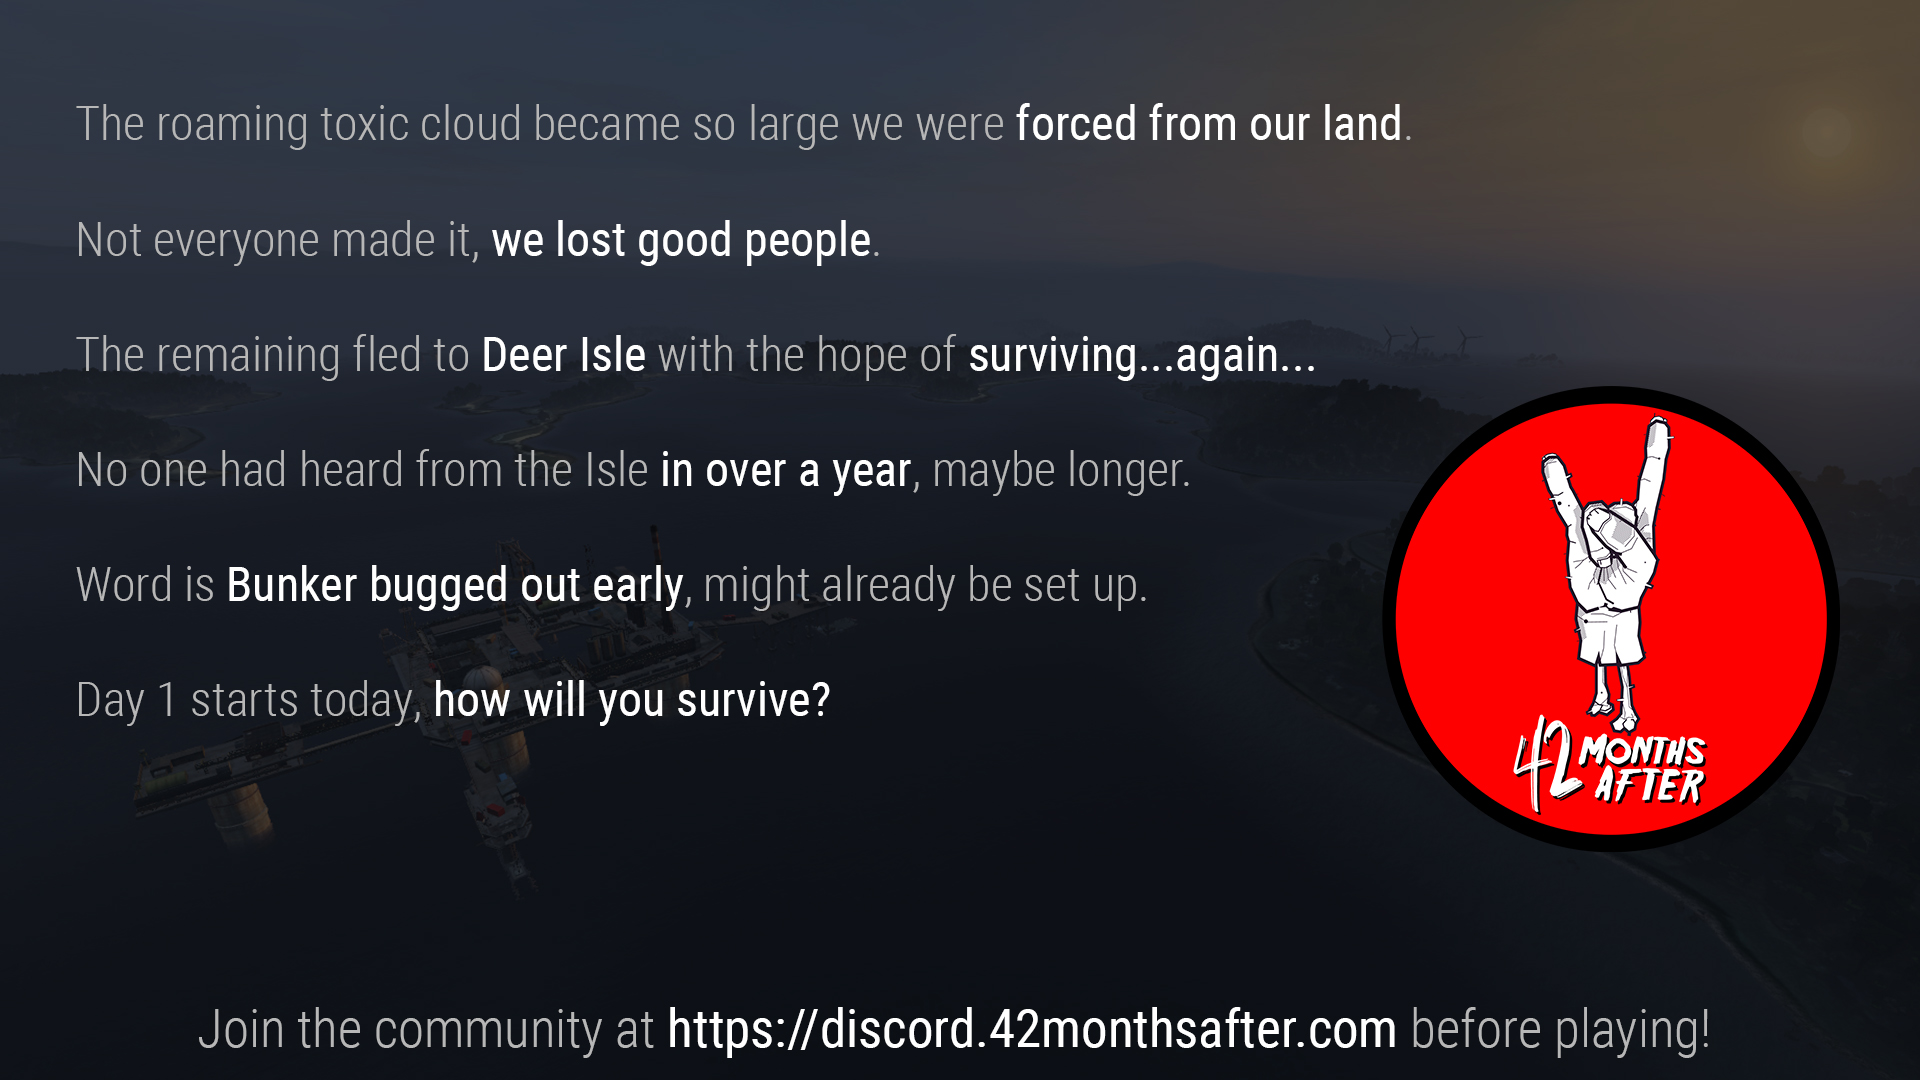 The roaming toxic cloud became so large we were forced from our land.
Not everyone made it, we lost good people.
The remaining fled to Deer Isle with the hope of surviving...again...
No one had heard from the Isle in over a year, maybe longer.
Word is Bunker bugged out early, might already be set up.
Day 1 starts today, how will you survive?
42 MONTHS
AFTER
Join the community at https://discord.42monthsafter.com before playing!